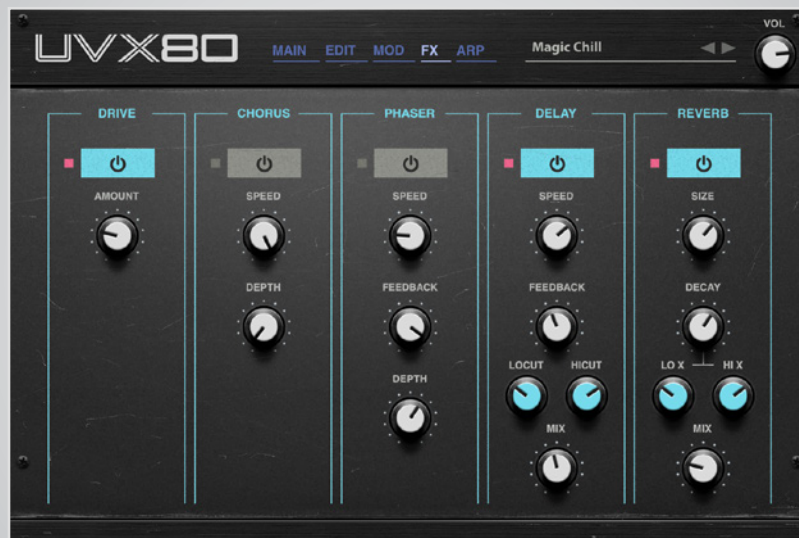 UVX80
MAIN EDIT MOD FX ARP
Magic Chill
VOL
DRIVE CHORUS PHASER DELAY REVERB
AMOUNT SPEED SPEED SPEED SIZE
DEPTH FEEDBACK FEEDBACK DECAY
LOCUT HICUT LO X HI X
DEPTH
MIX MIX